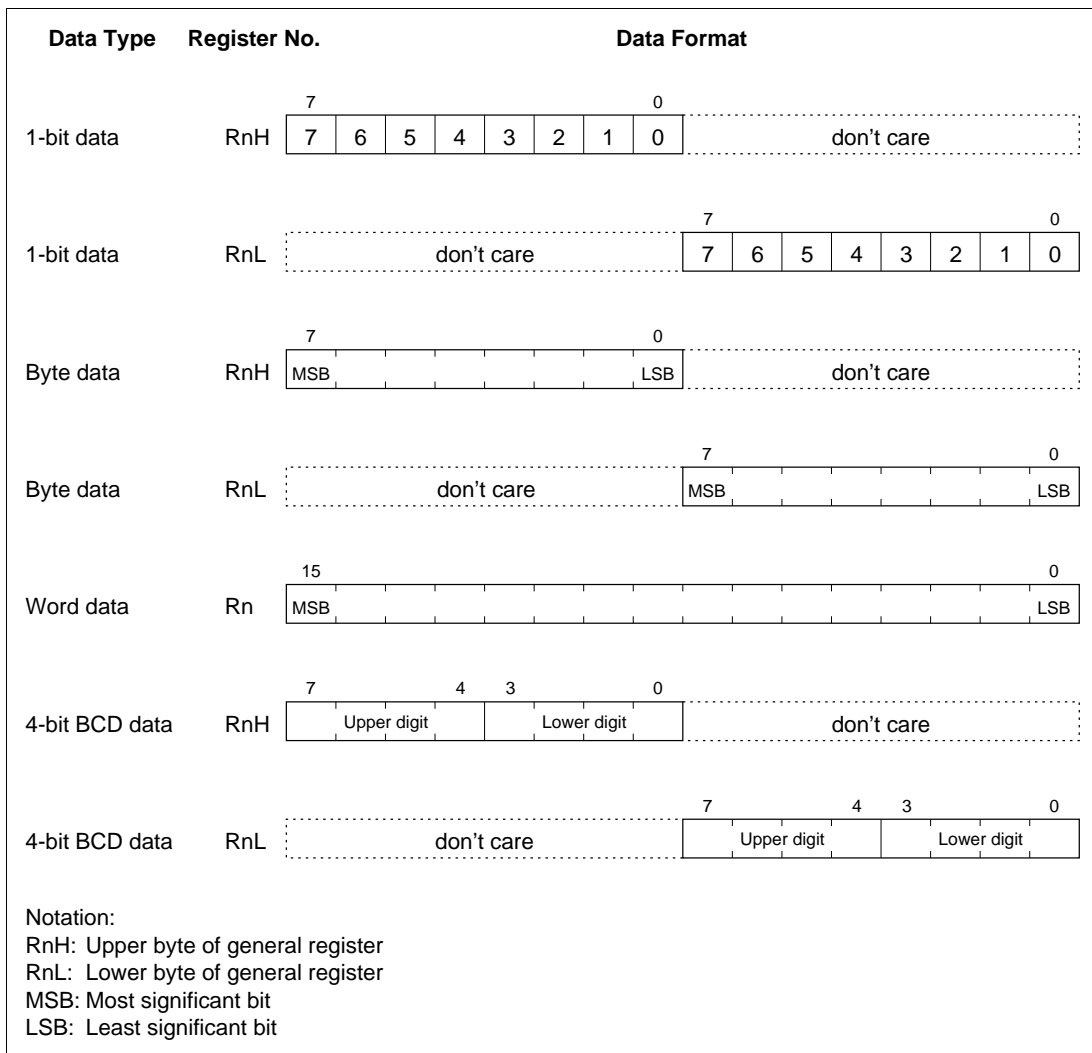 Data Type Register No. Data Format
7 0
1-bit data RnH 7 6 5 4 3 2 1 0 don't care
7 0
1-bit data RnL don't care 7 6 5 4 3 2 1 0
7 0
Byte data RnH MSB LSB don't care
7 0
Byte data RnL don't care MSB LSB
15 0
Word data Rn MSB LSB
7 4 3 0
4-bit BCD data RnH Upper digit Lower digit don't care
7 4 3 0
4-bit BCD data RnL don't care Upper digit Lower digit
Notation:
RnH: Upper byte of general register
RnL: Lower byte of general register
MSB: Most significant bit
LSB: Least significant bit